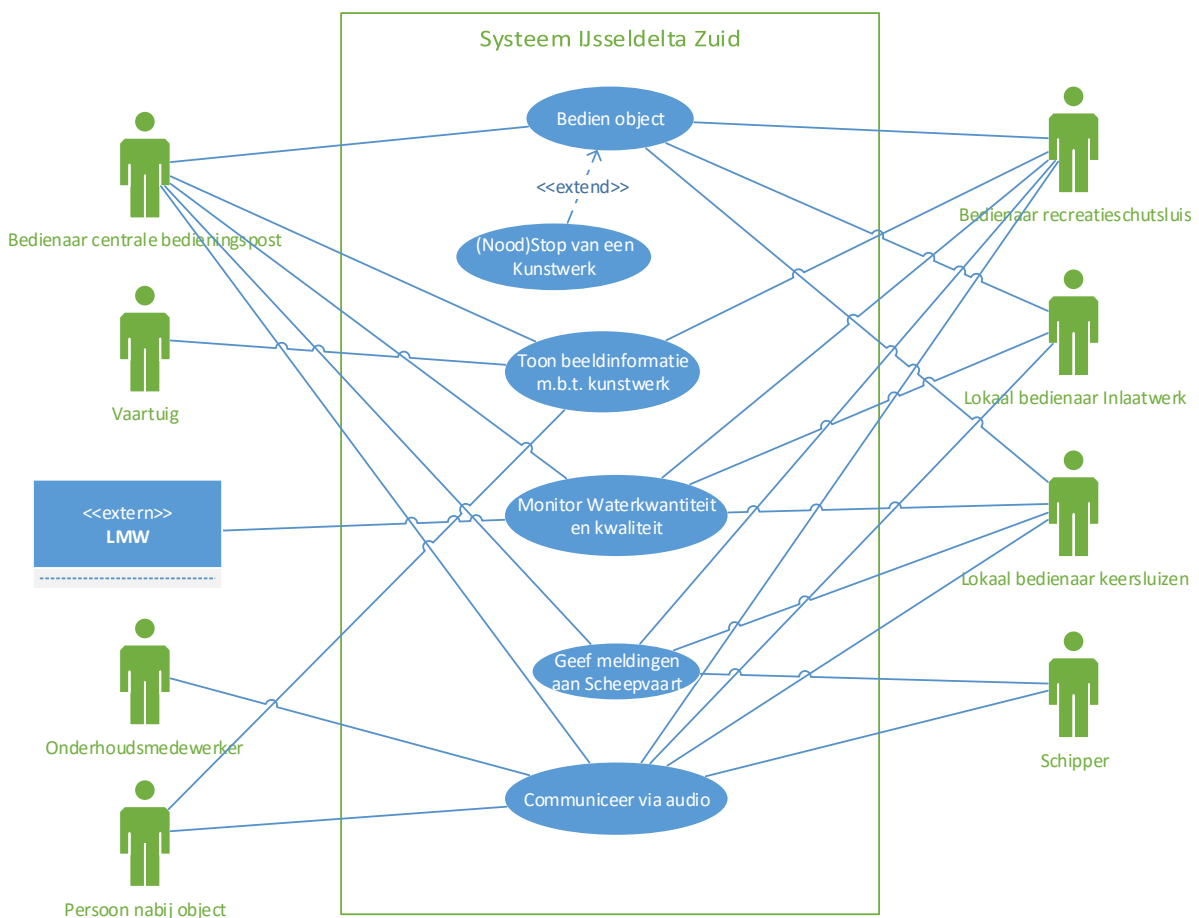 Systeem IJsseldelta Zuid
Bedien object
<<extend>>
(Nood)Stop van een
Kunstwerk
Toon beeldinformatie
m.b.t. kunstwerk
Monitor Waterkwantiteit
en kwaliteit
Geef meldingen
aan Scheepvaart
Communiceer via audio
Bedienaar centrale bedieningspost
Vaartuig
<<extern>>
LMW
Onderhoudsmedewerker
Persoon nabij object
Bedienaar recreatieschutsluis
Lokaal bedienaar Inlaatwerk
Lokaal bedienaar keersluizen
Schipper